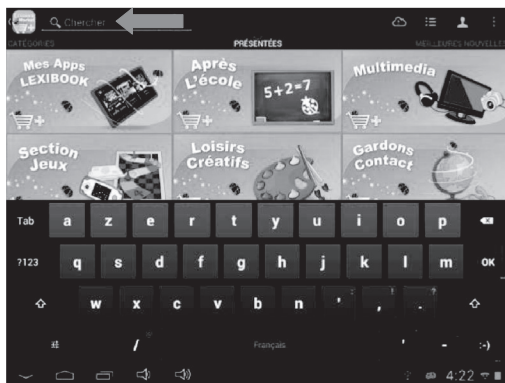 Chercher
CATÉGORIES PRÉSENTÉES MEILLEURES NOUVELLES
Mes Apps
LEXIBOOK
Après
L'école
5+2=7
Multimedia
Section
Jeux
Loisirs
Créatifs
Gardons
Contact
Tab a z e r t y u i o p
?123 q s d f g h j k l m OK
w x c v b n ' , ! . ?
/ Français ' - :-)
4:22